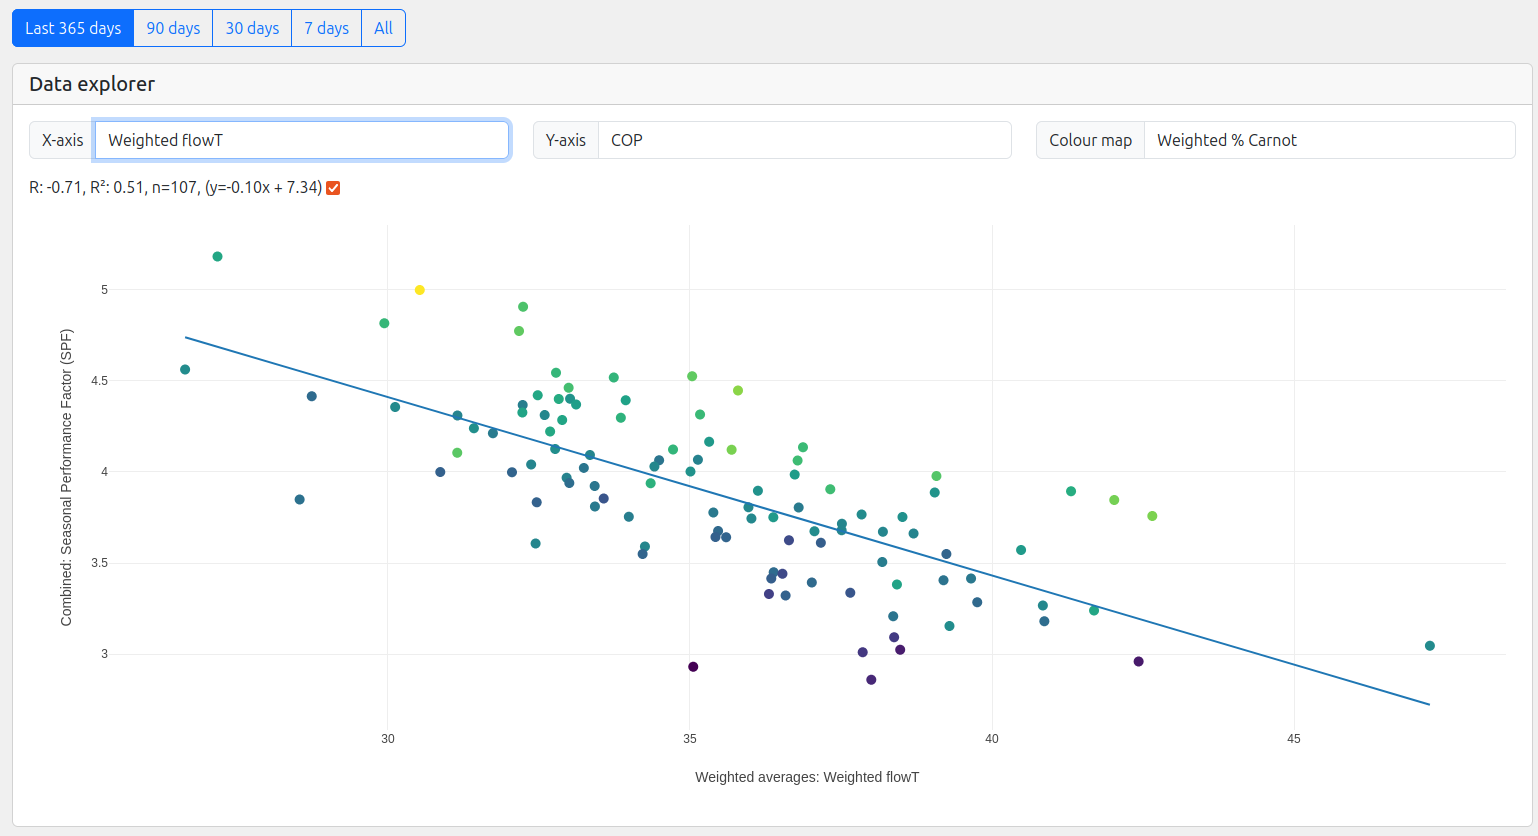 Last 365 days 90 days 30 days 7 days All
Data explorer
X-axis Weighted flowT Y-axis COP Colour map Weighted % Carnot
R: -0.71, R²: 0.51, n=107, (y=-0.10x + 7.34)
Combined: Seasonal Performance Factor (SPF)
5
4.5
4
3.5
3
30 35 40 45
Weighted averages: Weighted flowT